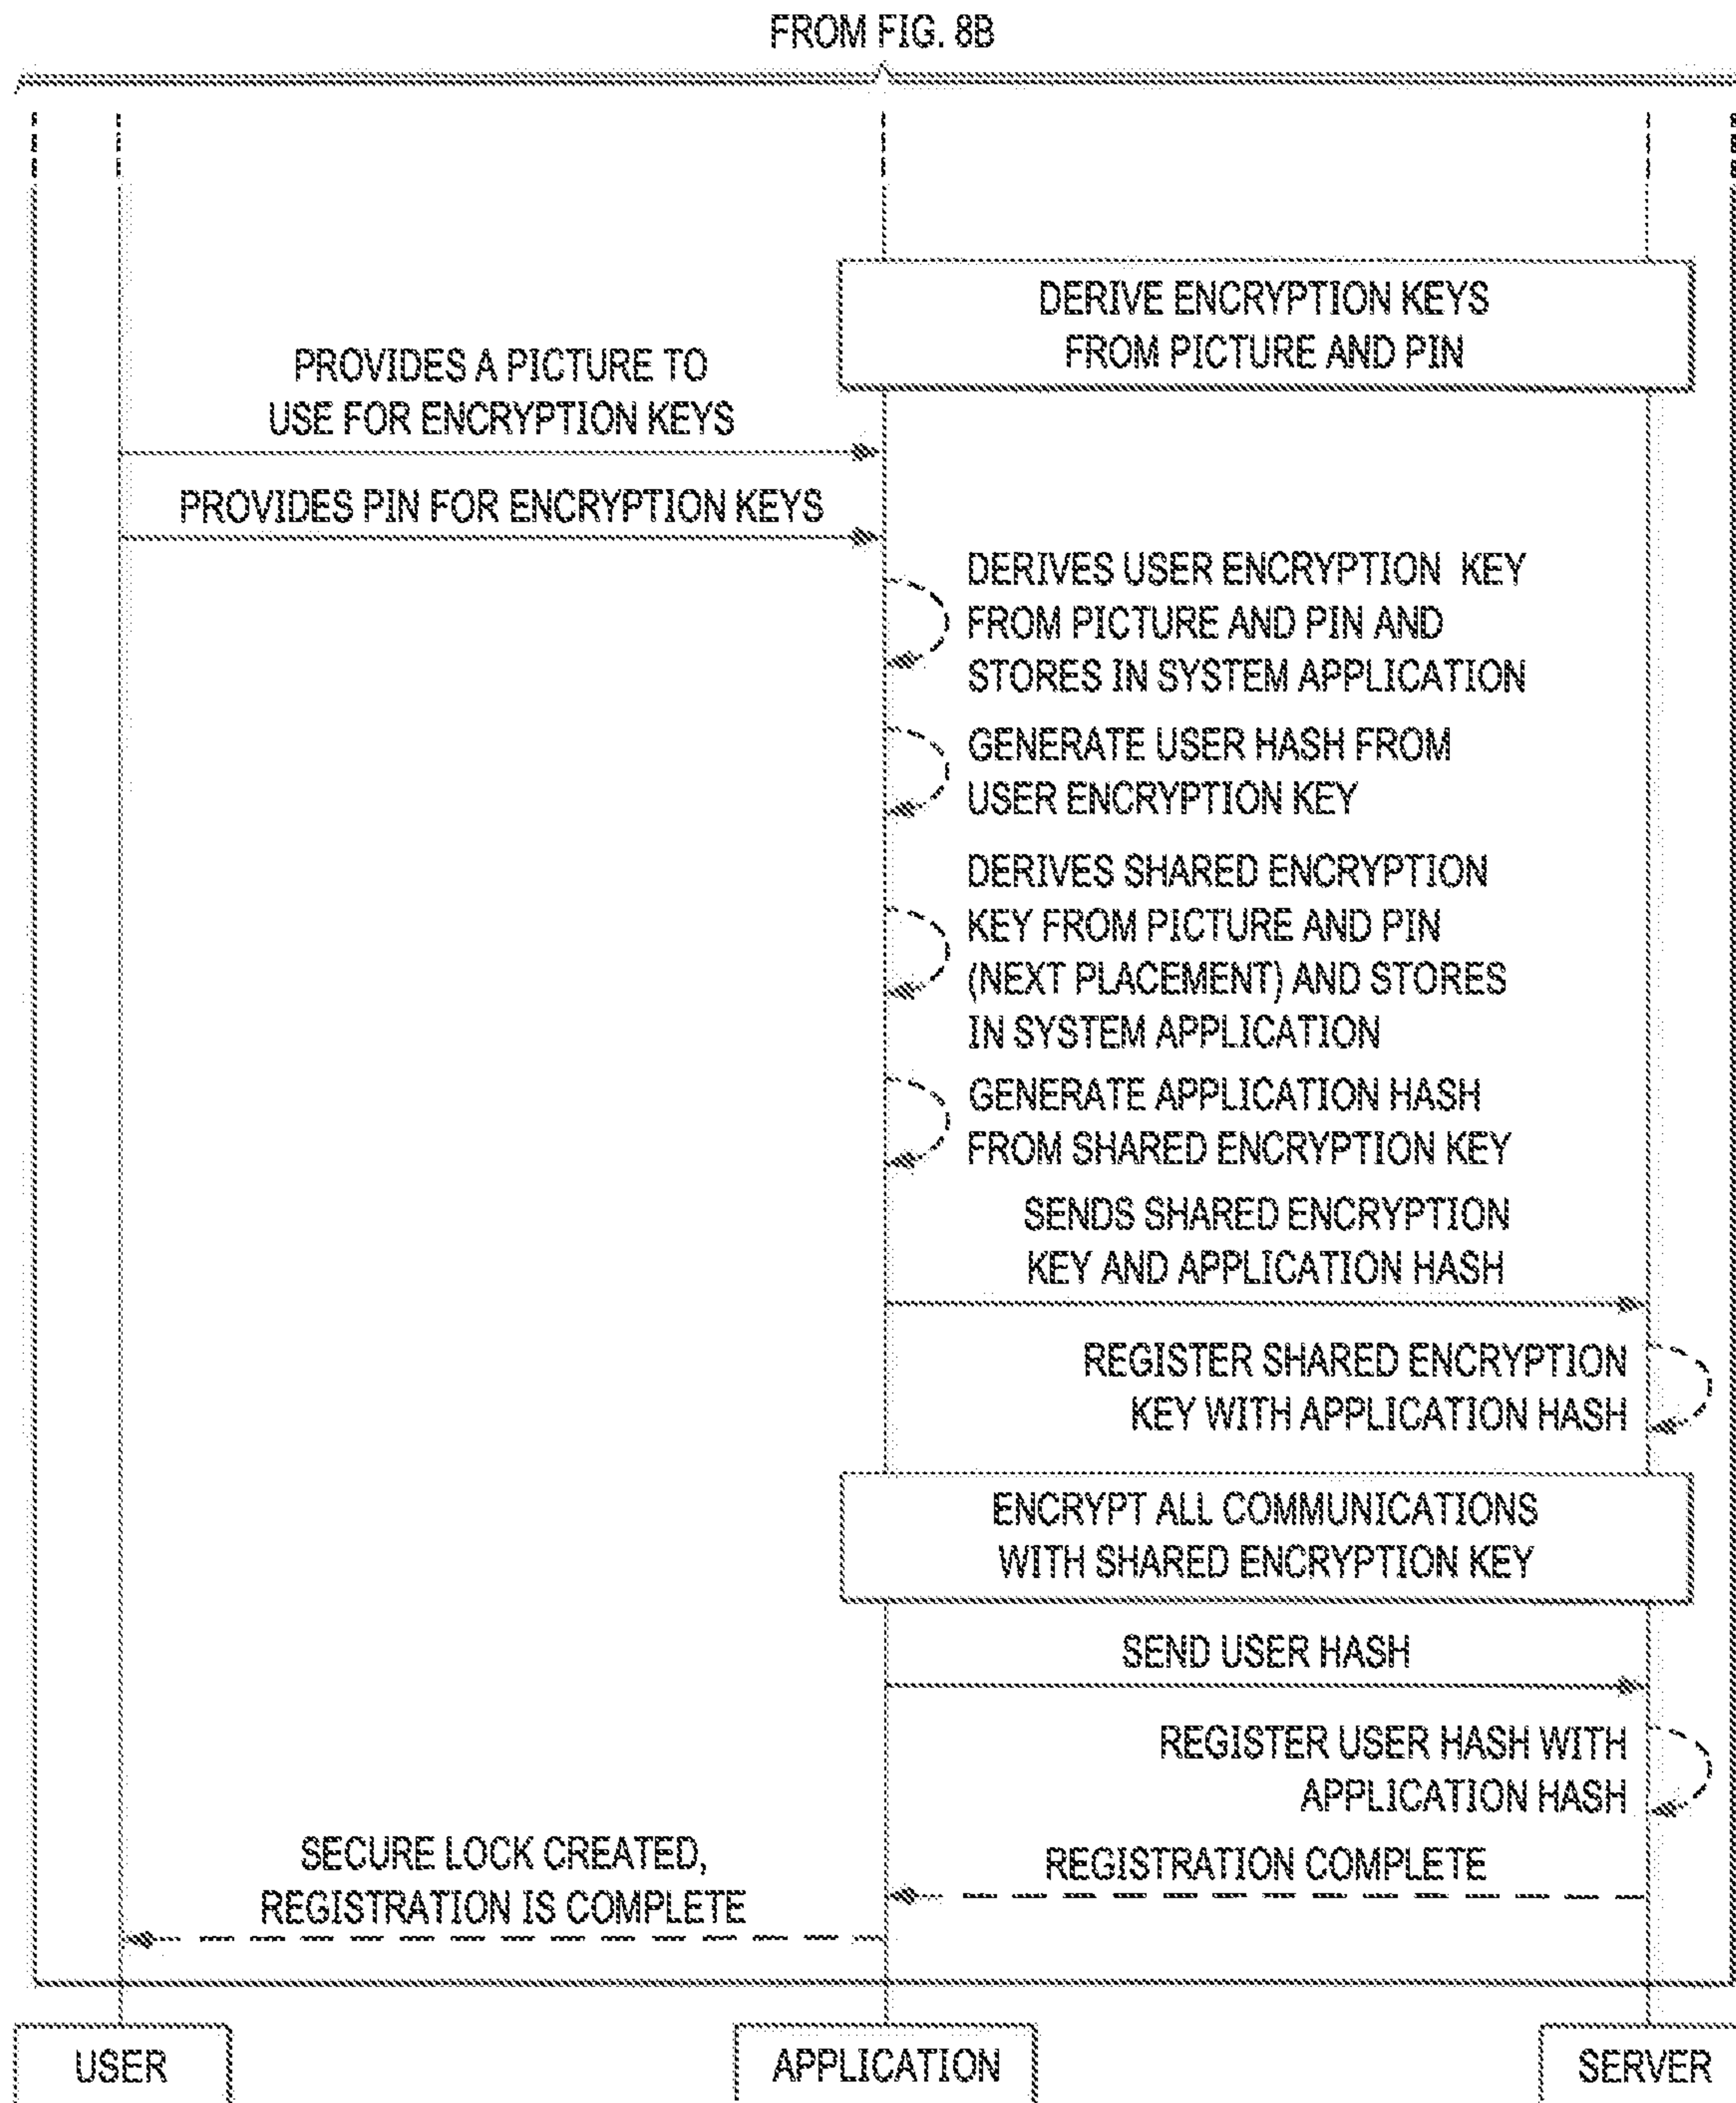 FROM FIG. 8B
DERIVE ENCRYPTION KEYS
FROM PICTURE AND PIN
PROVIDES A PICTURE TO
USE FOR ENCRYPTION KEYS
PROVIDES PIN FOR ENCRYPTION KEYS
DERIVES USER ENCRYPTION KEY
FROM PICTURE AND PIN AND
STORES IN SYSTEM APPLICATION
GENERATE USER HASH FROM
USER ENCRYPTION KEY
DERIVES SHARED ENCRYPTION
KEY FROM PICTURE AND PIN
(NEXT PLACEMENT) AND STORES
IN SYSTEM APPLICATION
GENERATE APPLICATION HASH
FROM SHARED ENCRYPTION KEY
SENDS SHARED ENCRYPTION
KEY AND APPLICATION HASH
REGISTER SHARED ENCRYPTION
KEY WITH APPLICATION HASH
ENCRYPT ALL COMMUNICATIONS
WITH SHARED ENCRYPTION KEY
SEND USER HASH
REGISTER USER HASH WITH
APPLICATION HASH
REGISTRATION COMPLETE
SECURE LOCK CREATED,
REGISTRATION IS COMPLETE
USER
APPLICATION
SERVER